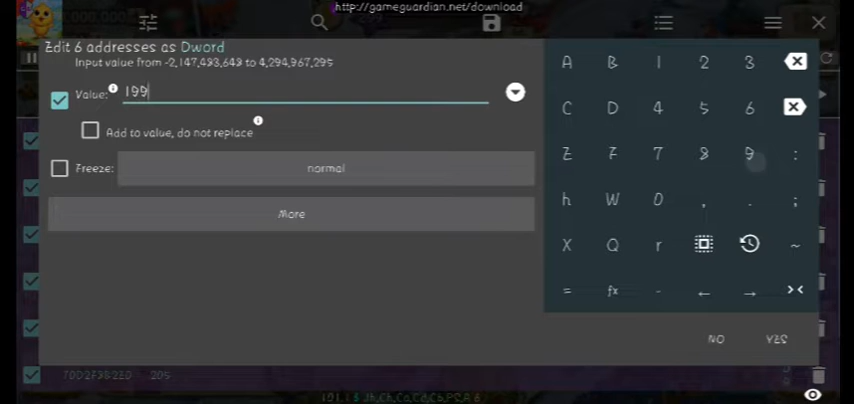 http://gameguardian.net/download
Edit 6 addresses as Dword
Input value from -2,147,483,648 to 4,294,967,295
Value: 199
Add to value, do not replace
Freeze: normal
More
A B 1 2 3
C D 4 5 6
E F 7 8 9 :
h W 0 , . ;
X Q r ~
= fx - ← → ><
NO YES
205